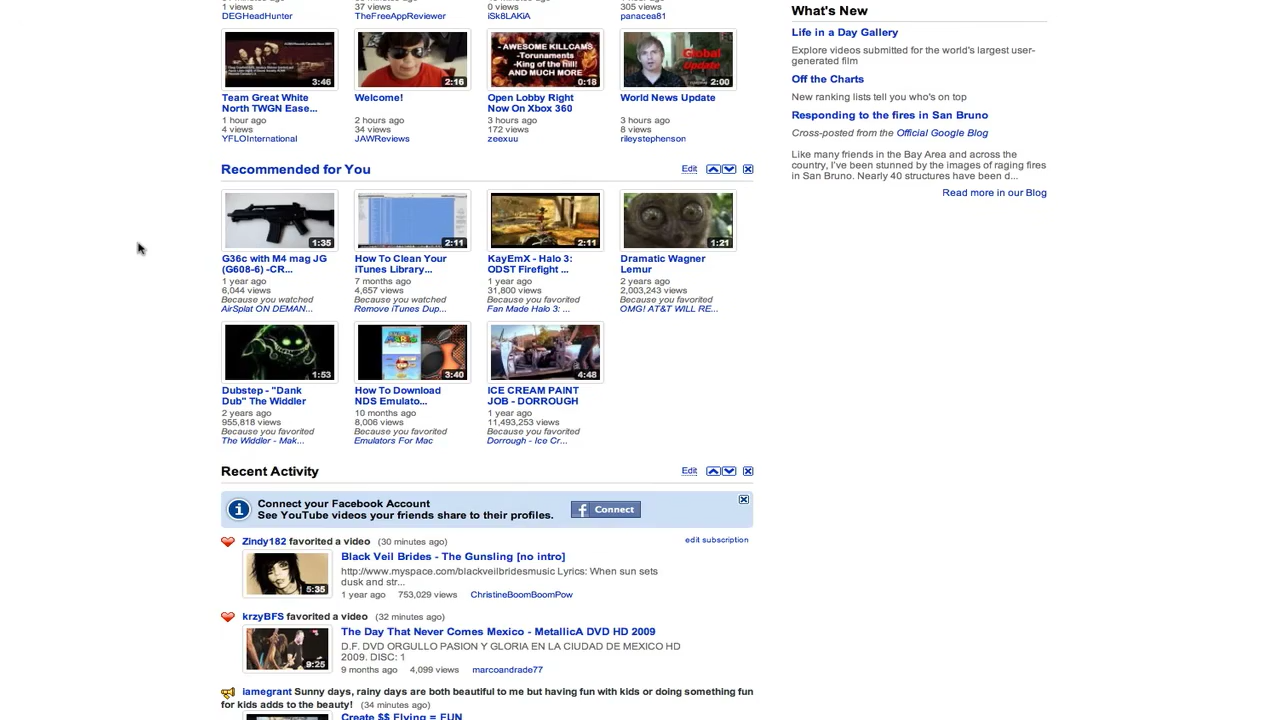 1 views
37 views
0 views
305 views
DEGHeadHunter
TheFreeAppReviewer
iSk8LAKiA
panacea81
3:46
2:16
- AWESOME KILLCAMS
-Torunaments
-King of the hill!
AND MUCH MORE
0:18
Global
Update
2:00
Team Great White
North TWGN Ease...
1 hour ago
4 views
YFLOInternational
Welcome!
2 hours ago
34 views
JAWReviews
Open Lobby Right
Now On Xbox 360
3 hours ago
172 views
zeexuu
World News Update
3 hours ago
8 views
rileystephenson
Recommended for You
Edit
1:35
2:11
2:11
1:21
G36c with M4 mag JG
(G608-6) -CR...
1 year ago
6,044 views
Because you watched
AirSplat ON DEMAN...
How To Clean Your
iTunes Library...
7 months ago
4,657 views
Because you watched
Remove iTunes Dup...
KayEmX - Halo 3:
ODST Firefight ...
1 year ago
31,800 views
Because you favorited
Fan Made Halo 3: ...
Dramatic Wagner
Lemur
2 years ago
2,003,243 views
Because you favorited
OMG! AT&T WILL RE...
1:53
3:40
4:48
Dubstep - "Dank
Dub" The Widdler
2 years ago
955,818 views
Because you favorited
The Widdler - Mak...
How To Download
NDS Emulato...
10 months ago
8,006 views
Because you favorited
Emulators For Mac
ICE CREAM PAINT
JOB - DORROUGH
1 year ago
11,493,253 views
Because you favorited
Dorrough - Ice Cr...
Recent Activity
Edit
Connect your Facebook Account
See YouTube videos your friends share to their profiles.
f Connect
Zindy182 favorited a video (30 minutes ago)
edit subscription
5:35
Black Veil Brides - The Gunsling [no intro]
http://www.myspace.com/blackveilbridesmusic Lyrics: When sun sets
dusk and str...
1 year ago 753,029 views ChristineBoomBoomPow
krzyBFS favorited a video (32 minutes ago)
9:25
The Day That Never Comes Mexico - MetallicA DVD HD 2009
D.F. DVD ORGULLO PASION Y GLORIA EN LA CIUDAD DE MEXICO HD
2009. DISC: 1
9 months ago 4,099 views marcoandrade77
iamegrant Sunny days, rainy days are both beautiful to me but having fun with kids or doing something fun
for kids adds to the beauty! (34 minutes ago)
Create $$ Flying = FUN
What's New
Life in a Day Gallery
Explore videos submitted for the world's largest user-
generated film
Off the Charts
New ranking lists tell you who's on top
Responding to the fires in San Bruno
Cross-posted from the Official Google Blog
Like many friends in the Bay Area and across the
country, I've been stunned by the images of raging fires
in San Bruno. Nearly 40 structures have been d...
Read more in our Blog